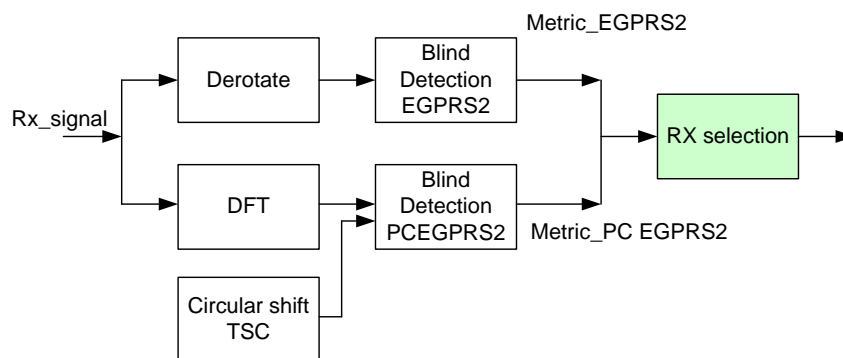 Metric_EGPRS2
Derotate
Blind
Detection
EGPRS2
Rx_signal
RX selection
DFT
Blind
Detection
PCEGPRS2
Metric_PC EGPRS2
Circular shift
TSC